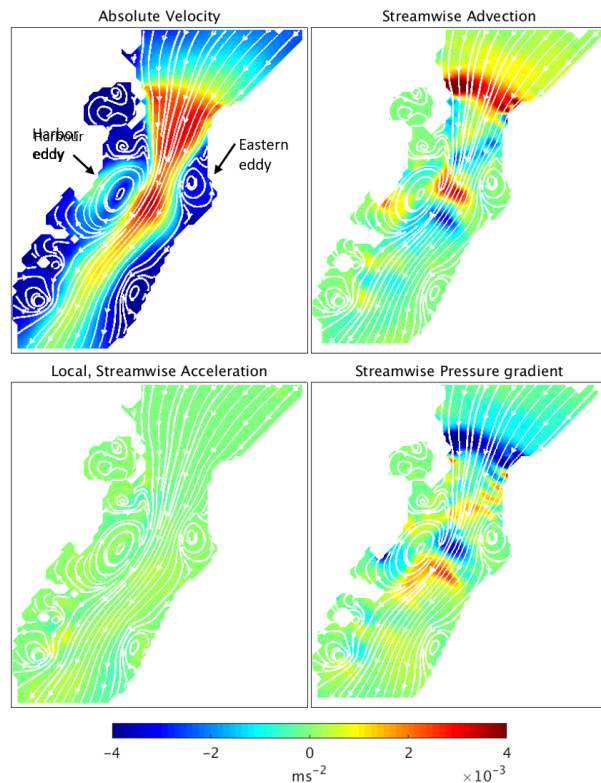 Absolute Velocity
Streamwise Advection
Harbor
Harbour
eddy
Eastern
eddy
Local, Streamwise Acceleration
Streamwise Pressure gradient
-4
-2
0
2
4
ms⁻²
×10⁻³